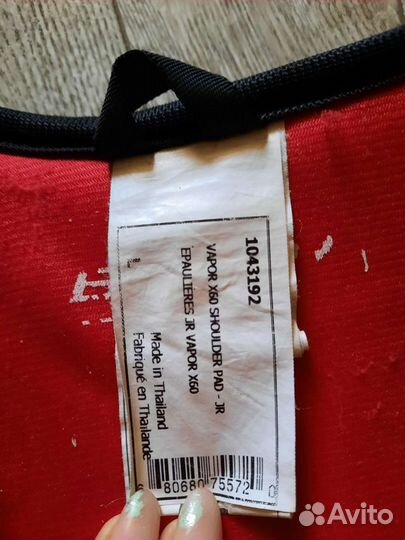 1043192
VAPOR X60 SHOULDER PAD - JR
EPAULIERES JR VAPOR X60
Made in Thailand
Fabriqué en Thaïlande
80680 75572
Avito